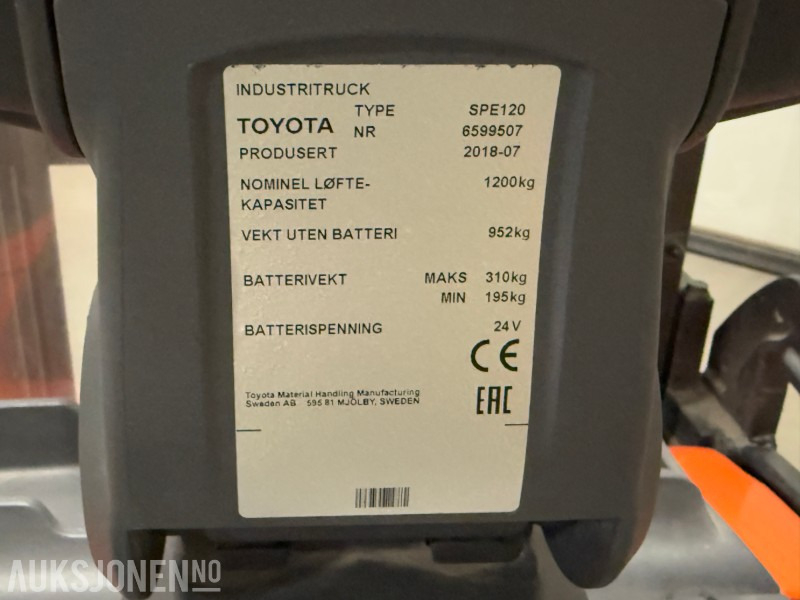 INDUSTRITRUCK
TOYOTA TYPE SPE120
NR 6599507
PRODUSERT 2018-07
NOMINEL LØFTE- 1200kg
KAPASITET
VEKT UTEN BATTERI 952kg
BATTERIVEKT MAKS 310kg
MIN 195kg
BATTERISPENNING 24V
CE
Toyota Material Handling Manufacturing
Sweden AB 595 81 MJÖLBY, SWEDEN
EAC
AUKSJONEN.NO